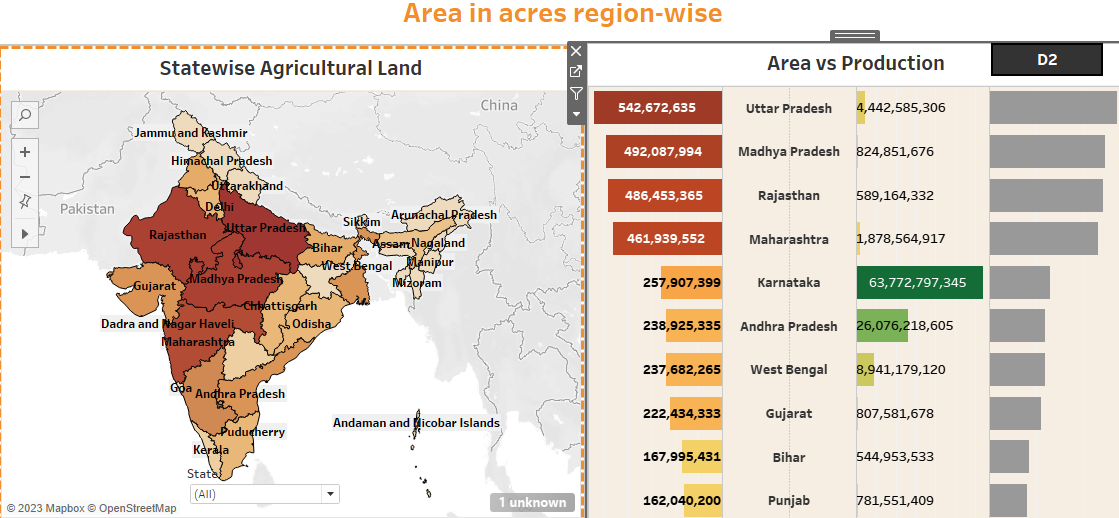 Area in acres region-wise
Statewise Agricultural Land
China
Jammu and Kashmir
Himachal Pradesh
Uttarakhand
Pakistan
Delhi
Arunachal Pradesh
Sikkim
Rajasthan
Uttar Pradesh
Bihar
Assam
Nagaland
West Bengal
Manipur
Gujarat
Madhya Pradesh
Mizoram
Chhattisgarh
Dadra and Nagar Haveli
Odisha
Maharashtra
Goa
Andhra Pradesh
Andaman and Nicobar Islands
Puducherry
Kerala
State
(All)
1 unknown
© 2023 Mapbox © OpenStreetMap
Area vs Production
D2
542,672,635 Uttar Pradesh 4,442,585,306
492,087,994 Madhya Pradesh 824,851,676
486,453,365 Rajasthan 589,164,332
461,939,552 Maharashtra 1,878,564,917
257,907,399 Karnataka 63,772,797,345
238,925,335 Andhra Pradesh 26,076,218,605
237,682,265 West Bengal 8,941,179,120
222,434,333 Gujarat 807,581,678
167,995,431 Bihar 544,953,533
162,040,200 Punjab 781,551,409